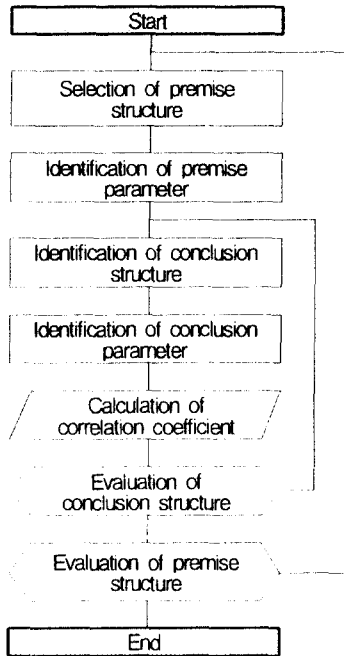 Start
Selection of premise
structure
Identification of premise
parameter
Identification of conclusion
structure
Identification of conclusion
parameter
Calculation of
correlation coefficient
Evaluation of
conclusion structure
Evaluation of premise
structure
End